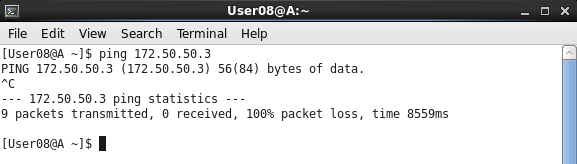 User08@A:~
File Edit View Search Terminal Help
[User08@A ~]$ ping 172.50.50.3
PING 172.50.50.3 (172.50.50.3) 56(84) bytes of data.
^C
--- 172.50.50.3 ping statistics ---
9 packets transmitted, 0 received, 100% packet loss, time 8559ms
[User08@A ~]$